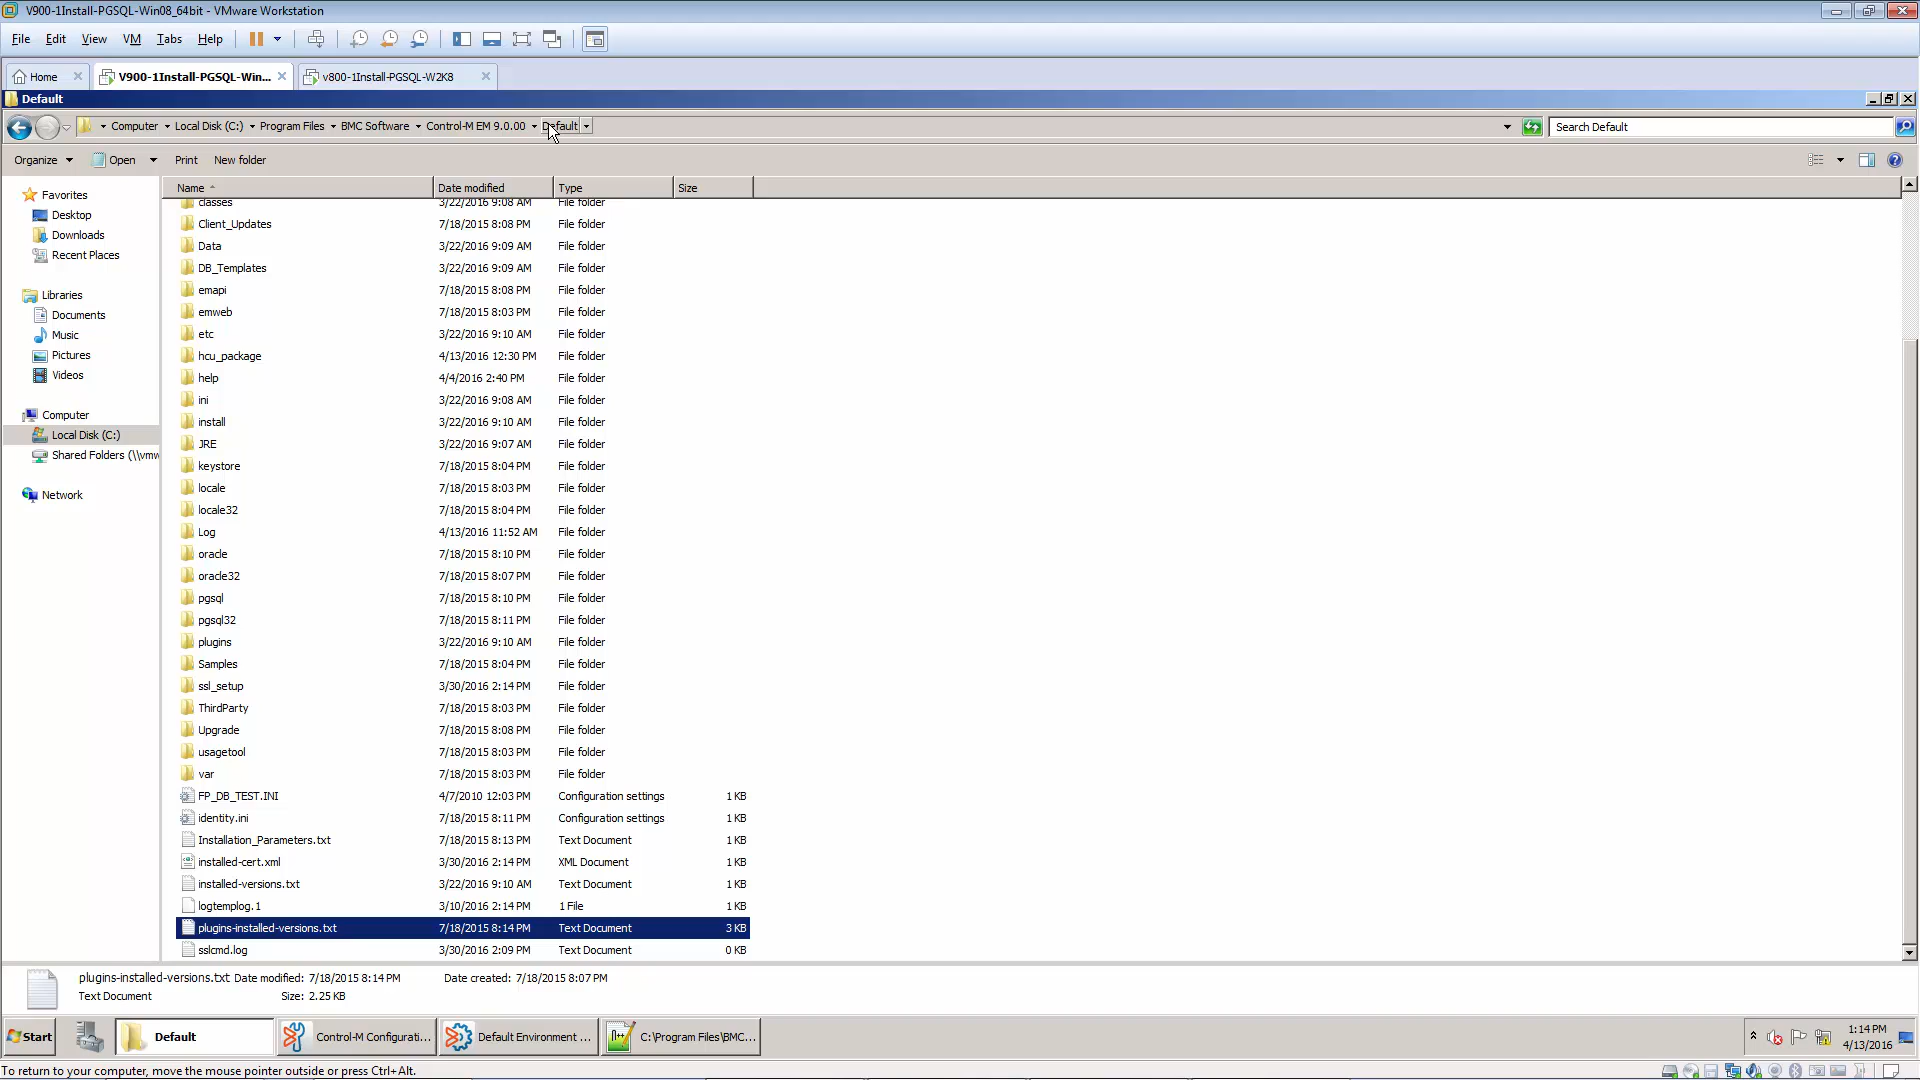 V900-1Install-PGSQL-Win08_64bit - VMware Workstation
File Edit View VM Tabs Help
Home V900-1Install-PGSQL-Win... v800-1Install-PGSQL-W2K8
Default
Computer Local Disk (C:) Program Files BMC Software Control-M EM 9.0.00 Default Search Default
Organize Open Print New folder
Name Date modified Type Size
Favorites
Desktop
Downloads
Recent Places
Libraries
Documents
Music
Pictures
Videos
Computer
Local Disk (C:)
Shared Folders (\\vmw
Network
classes 3/22/2016 9:08 AM File folder
Client_Updates 7/18/2015 8:08 PM File folder
Data 3/22/2016 9:09 AM File folder
DB_Templates 3/22/2016 9:09 AM File folder
emapi 7/18/2015 8:08 PM File folder
emweb 7/18/2015 8:03 PM File folder
etc 3/22/2016 9:10 AM File folder
hcu_package 4/13/2016 12:30 PM File folder
help 4/4/2016 2:40 PM File folder
ini 3/22/2016 9:08 AM File folder
install 3/22/2016 9:10 AM File folder
JRE 3/22/2016 9:07 AM File folder
keystore 7/18/2015 8:04 PM File folder
locale 7/18/2015 8:03 PM File folder
locale32 7/18/2015 8:04 PM File folder
Log 4/13/2016 11:52 AM File folder
oracle 7/18/2015 8:10 PM File folder
oracle32 7/18/2015 8:07 PM File folder
pgsql 7/18/2015 8:10 PM File folder
pgsql32 7/18/2015 8:11 PM File folder
plugins 3/22/2016 9:10 AM File folder
Samples 7/18/2015 8:04 PM File folder
ssl_setup 3/30/2016 2:14 PM File folder
ThirdParty 7/18/2015 8:03 PM File folder
Upgrade 7/18/2015 8:08 PM File folder
usagetool 7/18/2015 8:03 PM File folder
var 7/18/2015 8:03 PM File folder
FP_DB_TEST.INI 4/7/2010 12:03 PM Configuration settings 1 KB
identity.ini 7/18/2015 8:11 PM Configuration settings 1 KB
Installation_Parameters.txt 7/18/2015 8:13 PM Text Document 1 KB
installed-cert.xml 3/30/2016 2:14 PM XML Document 1 KB
installed-versions.txt 3/22/2016 9:10 AM Text Document 1 KB
logtemplog.1 3/10/2016 2:14 PM 1 File 1 KB
plugins-installed-versions.txt 7/18/2015 8:14 PM Text Document 3 KB
sslcmd.log 3/30/2016 2:09 PM Text Document 0 KB
plugins-installed-versions.txt Date modified: 7/18/2015 8:14 PM Date created: 7/18/2015 8:07 PM
Text Document Size: 2.25 KB
Start Default Control-M Configurati... Default Environment ... C:\Program Files\BMC... 1:14 PM
4/13/2016
To return to your computer, move the mouse pointer outside or press Ctrl+Alt.